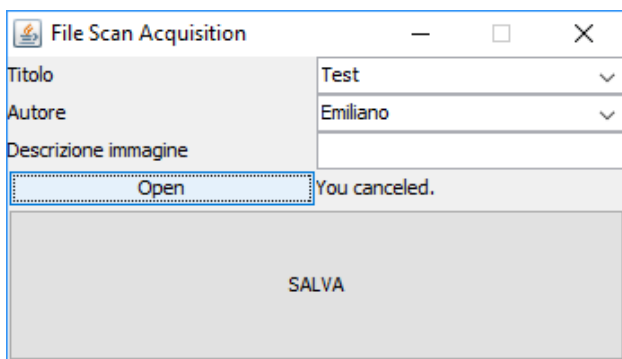 File Scan Acquisition
Titolo Test
Autore Emiliano
Descrizione immagine
Open You canceled.
SALVA